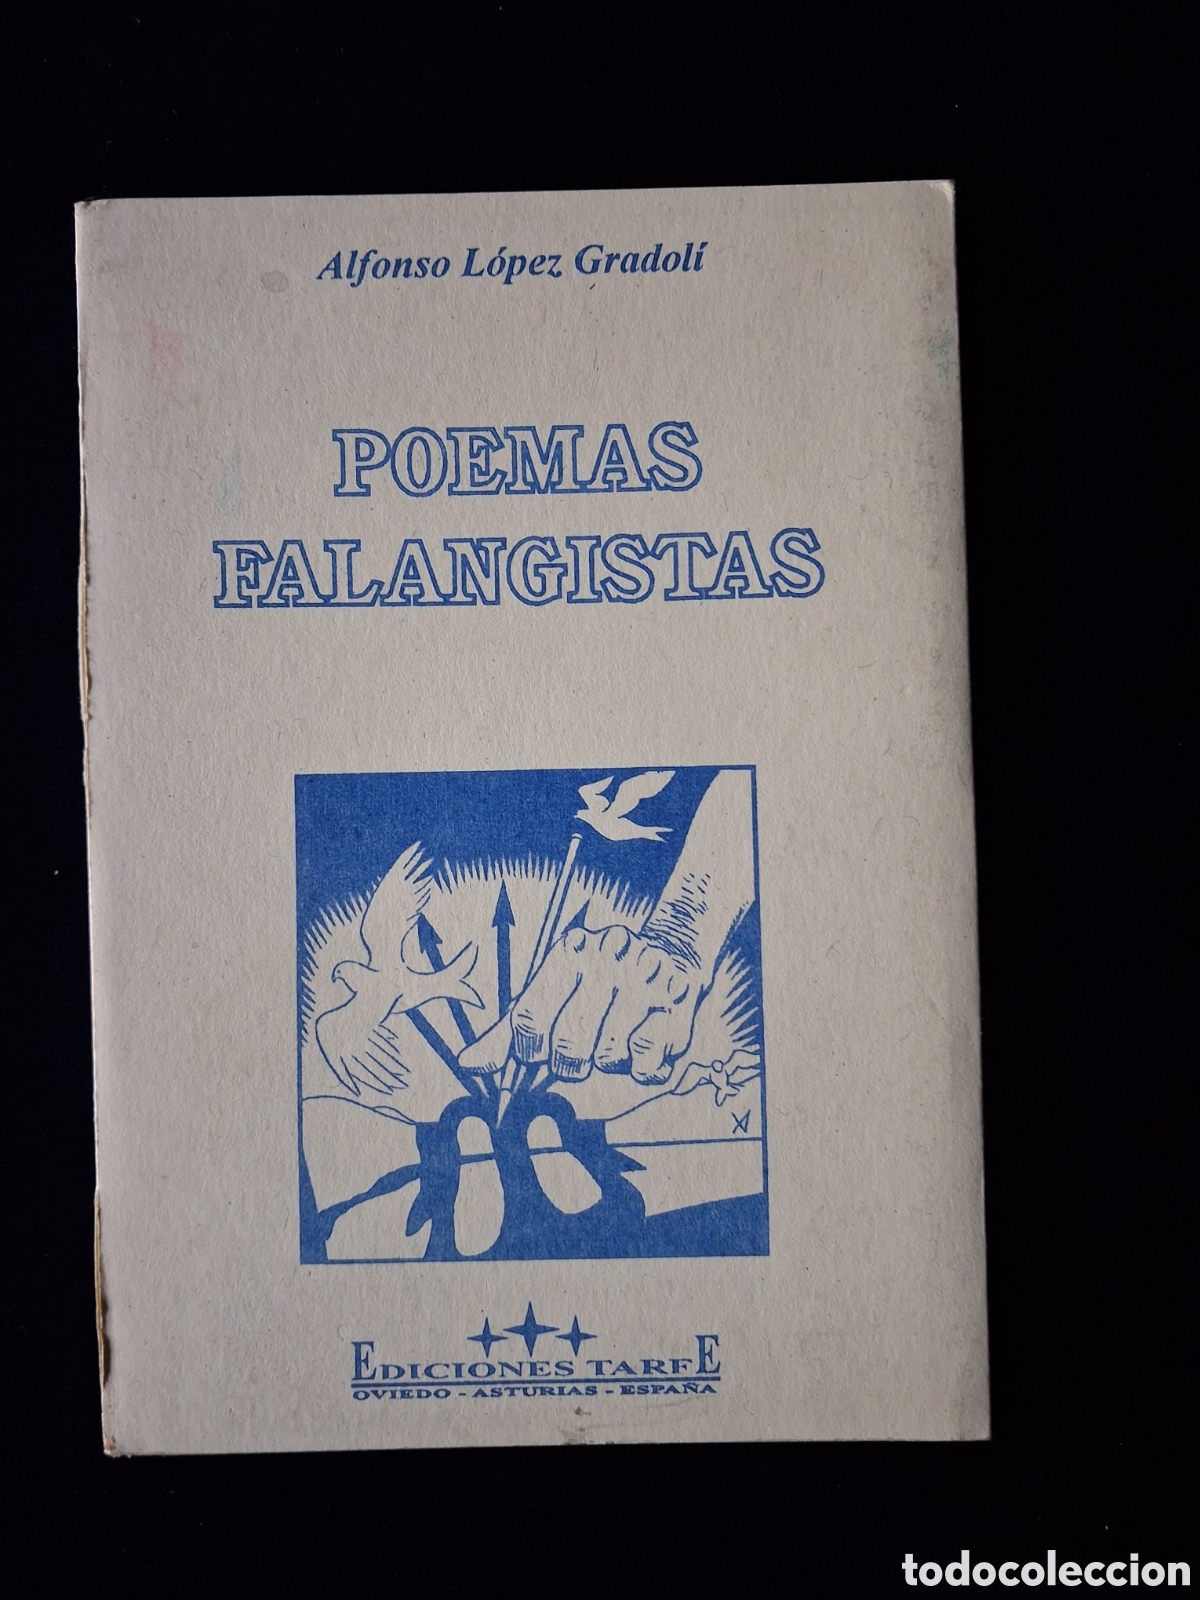 Alfonso López Gradolí
POEMAS
FALANGISTAS
EDICIONES TARFE
OVIEDO - ASTURIAS - ESPAÑA
todocoleccion